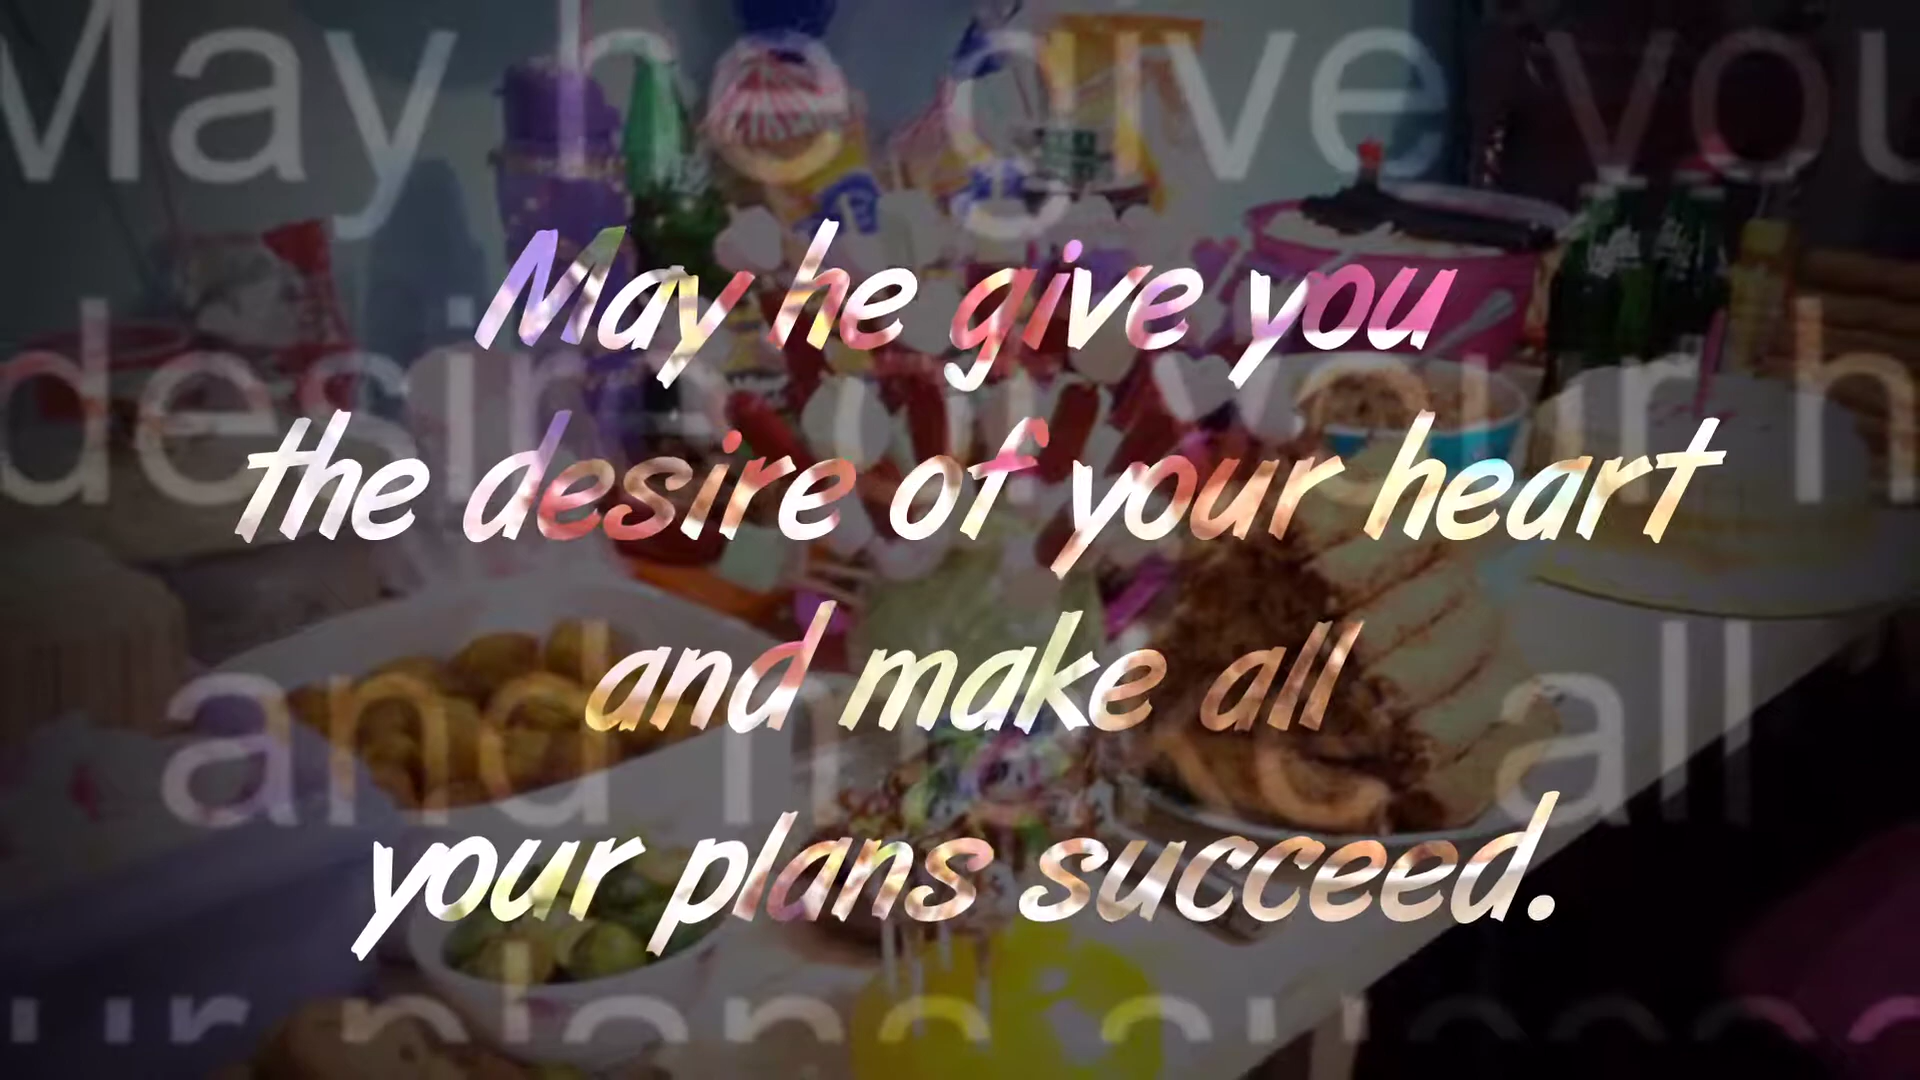 May he give you
the desire of your heart
and make all
your plans succeed.